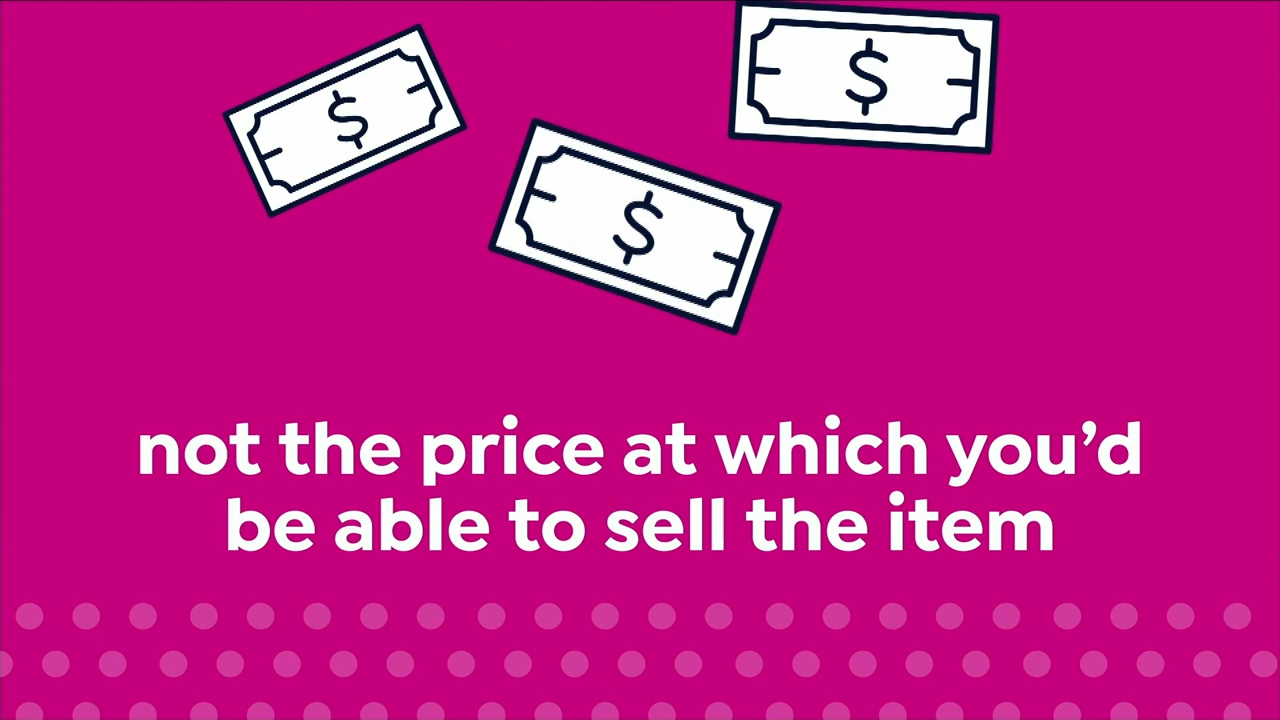 $
$
$
not the price at which you’d
be able to sell the item